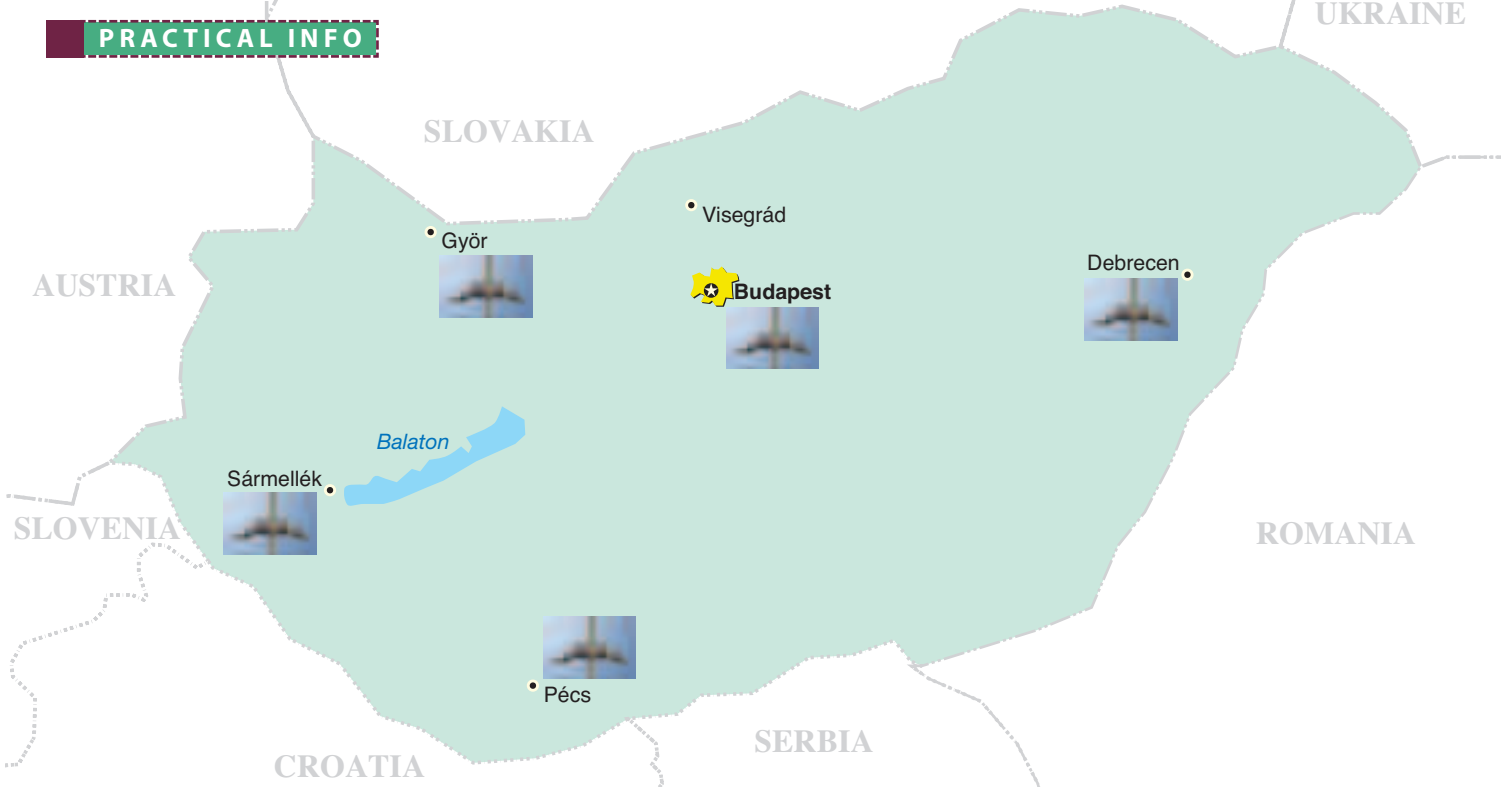 PRACTICAL INFO
UKRAINE
SLOVAKIA
Visegrád
Györ
Debrecen
AUSTRIA
Budapest
Balaton
Sármellék
SLOVENIA
ROMANIA
Pécs
SERBIA
CROATIA